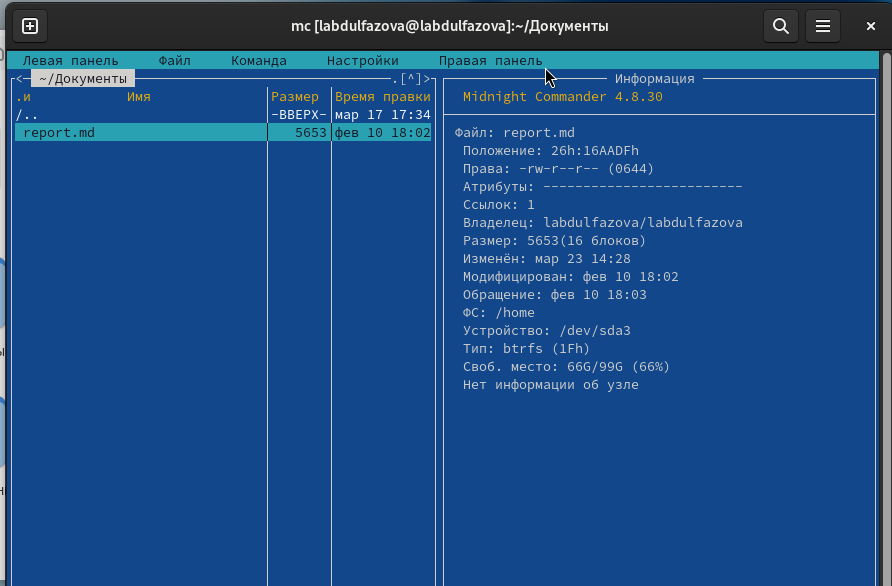 mc [labdulfazova@labdulfazova]:~/Документы
Левая панель Файл Команда Настройки Правая панель
<- ~/Документы .[^]>
.и Имя Размер Время правки
/.. -ВВЕРХ- мар 17 17:34
report.md 5653 фев 10 18:02
Информация
Midnight Commander 4.8.30
Файл: report.md
Положение: 26h:16AADFh
Права: -rw-r--r-- (0644)
Атрибуты: -------------------------
Ссылок: 1
Владелец: labdulfazova/labdulfazova
Размер: 5653(16 блоков)
Изменён: мар 23 14:28
Модифицирован: фев 10 18:02
Обращение: фев 10 18:03
ФС: /home
Устройство: /dev/sda3
Тип: btrfs (1Fh)
Своб. место: 66G/99G (66%)
Нет информации об узле